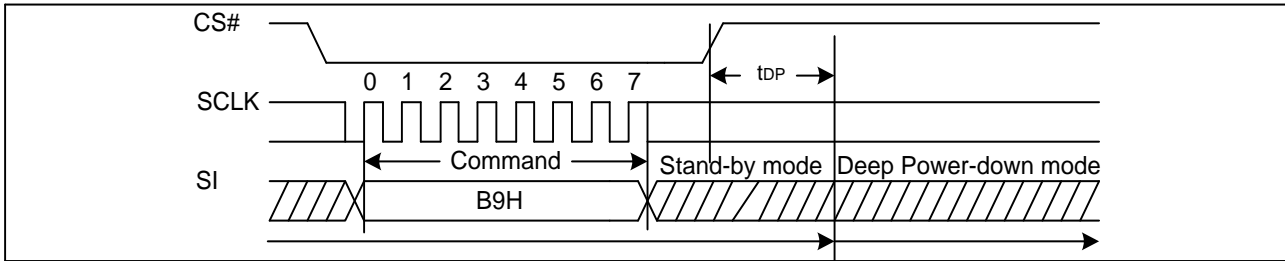 CS#
tDP
0 1 2 3 4 5 6 7
SCLK
Command
Stand-by mode Deep Power-down mode
SI
B9H